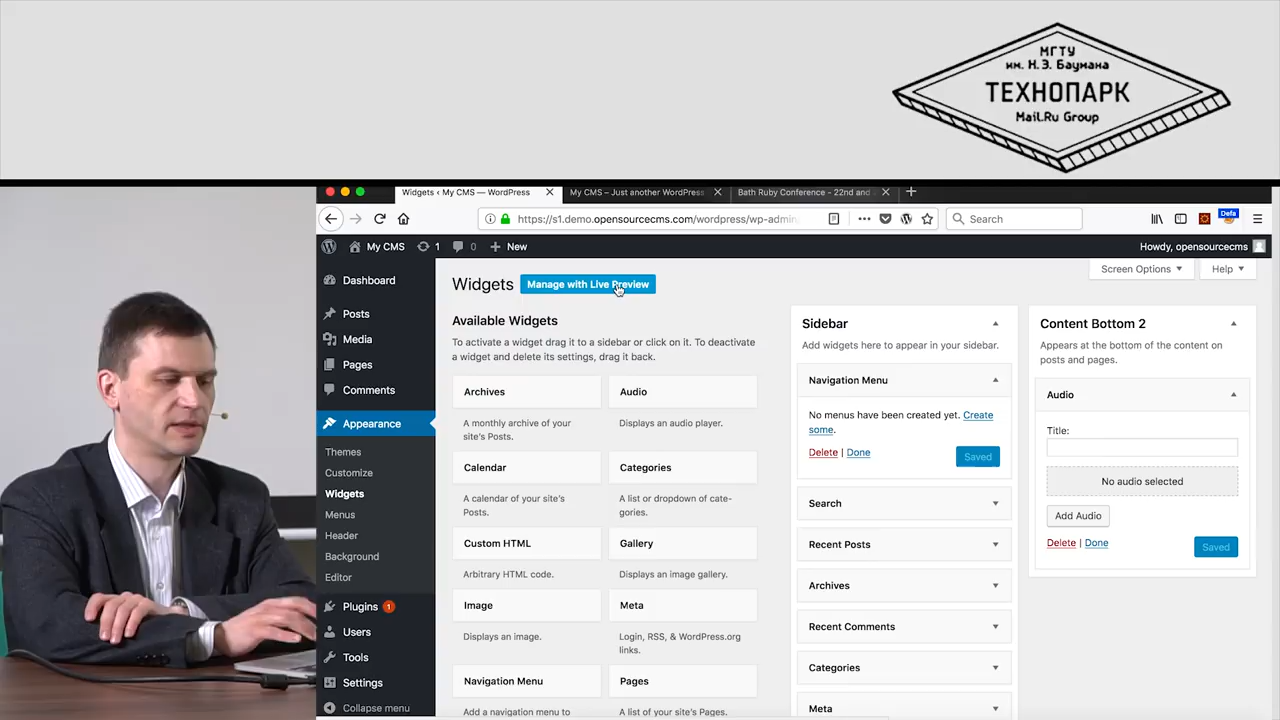 МГТУ
им. Н.Э. Баумана
ТЕХНОПАРК
Mail.Ru Group
Widgets ‹ My CMS — WordPress
My CMS – Just another WordPress
Bath Ruby Conference - 22nd and
https://s1.demo.opensourcecms.com/wordpress/wp-admin
Search
Defa
My CMS
1
0
New
Howdy, opensourcecms
Dashboard
Posts
Media
Pages
Comments
Appearance
Themes
Customize
Widgets
Menus
Header
Background
Editor
Plugins 1
Users
Tools
Settings
Collapse menu
Screen Options
Help
Widgets
Manage with Live Preview
Available Widgets
To activate a widget drag it to a sidebar or click on it. To deactivate
a widget and delete its settings, drag it back.
Archives
A monthly archive of your
site's Posts.
Audio
Displays an audio player.
Calendar
A calendar of your site's
Posts.
Categories
A list or dropdown of cate-
gories.
Custom HTML
Arbitrary HTML code.
Gallery
Displays an image gallery.
Image
Displays an image.
Meta
Login, RSS, & WordPress.org
links.
Navigation Menu
Add a navigation menu to
Pages
A list of your site's Pages.
Sidebar
Add widgets here to appear in your sidebar.
Navigation Menu
No menus have been created yet. Create
some.
Delete | Done
Saved
Search
Recent Posts
Archives
Recent Comments
Categories
Meta
Content Bottom 2
Appears at the bottom of the content on
posts and pages.
Audio
Title:
No audio selected
Add Audio
Delete | Done
Saved